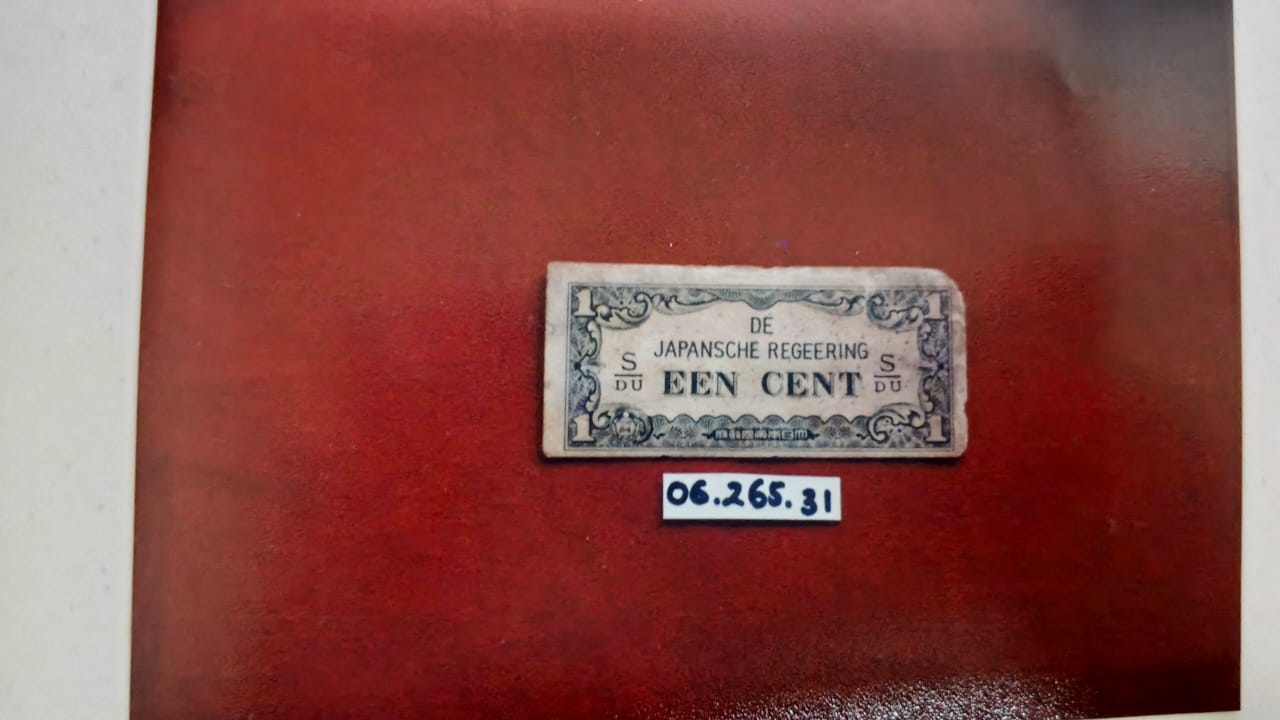 1 1
DE
JAPANSCHE REGEERING
S/DU EEN CENT S/DU
1 1
06.265.31